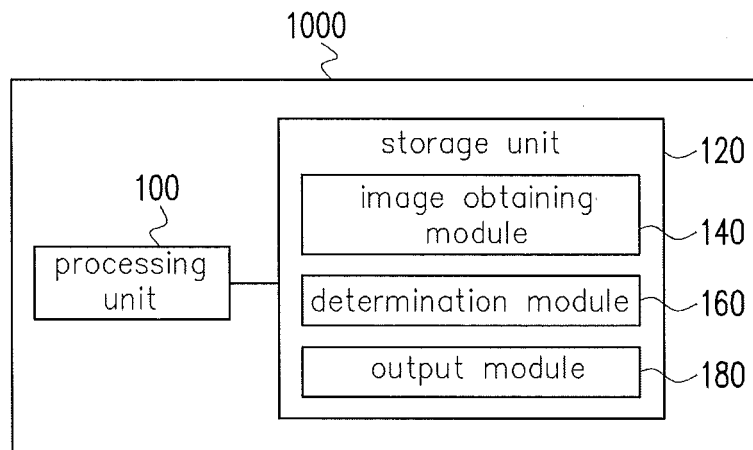 1000
storage unit
120
100
image obtaining
module
140
processing
unit
determination module
160
output module
180